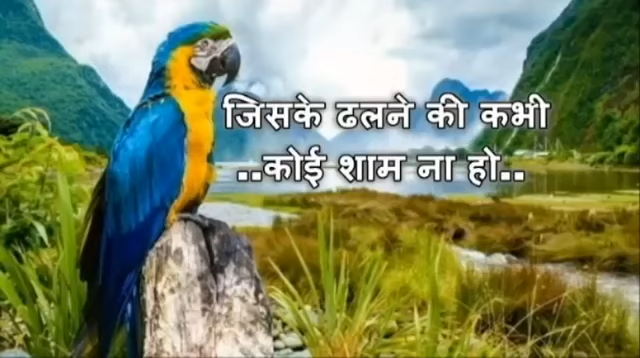 जिसके ढलने की कभी
..कोई शाम ना हो..